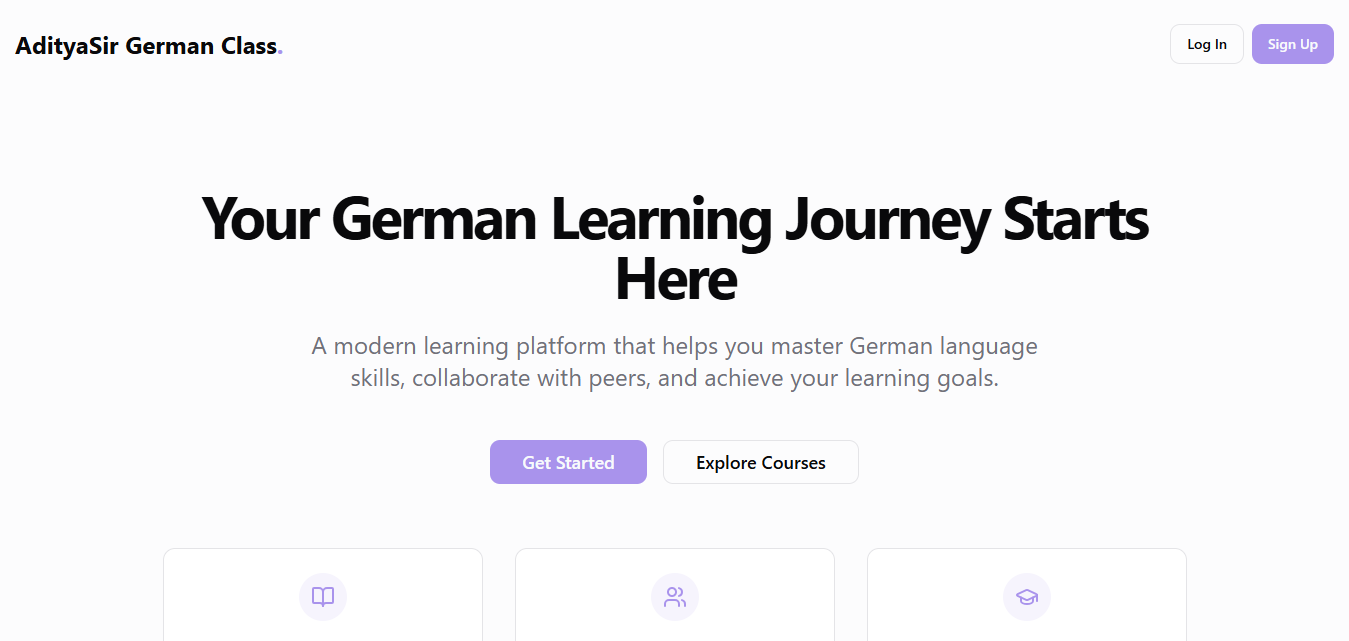 AdityaSir German Class.
Log In
Sign Up
Your German Learning Journey Starts
Here
A modern learning platform that helps you master German language
skills, collaborate with peers, and achieve your learning goals.
Get Started
Explore Courses